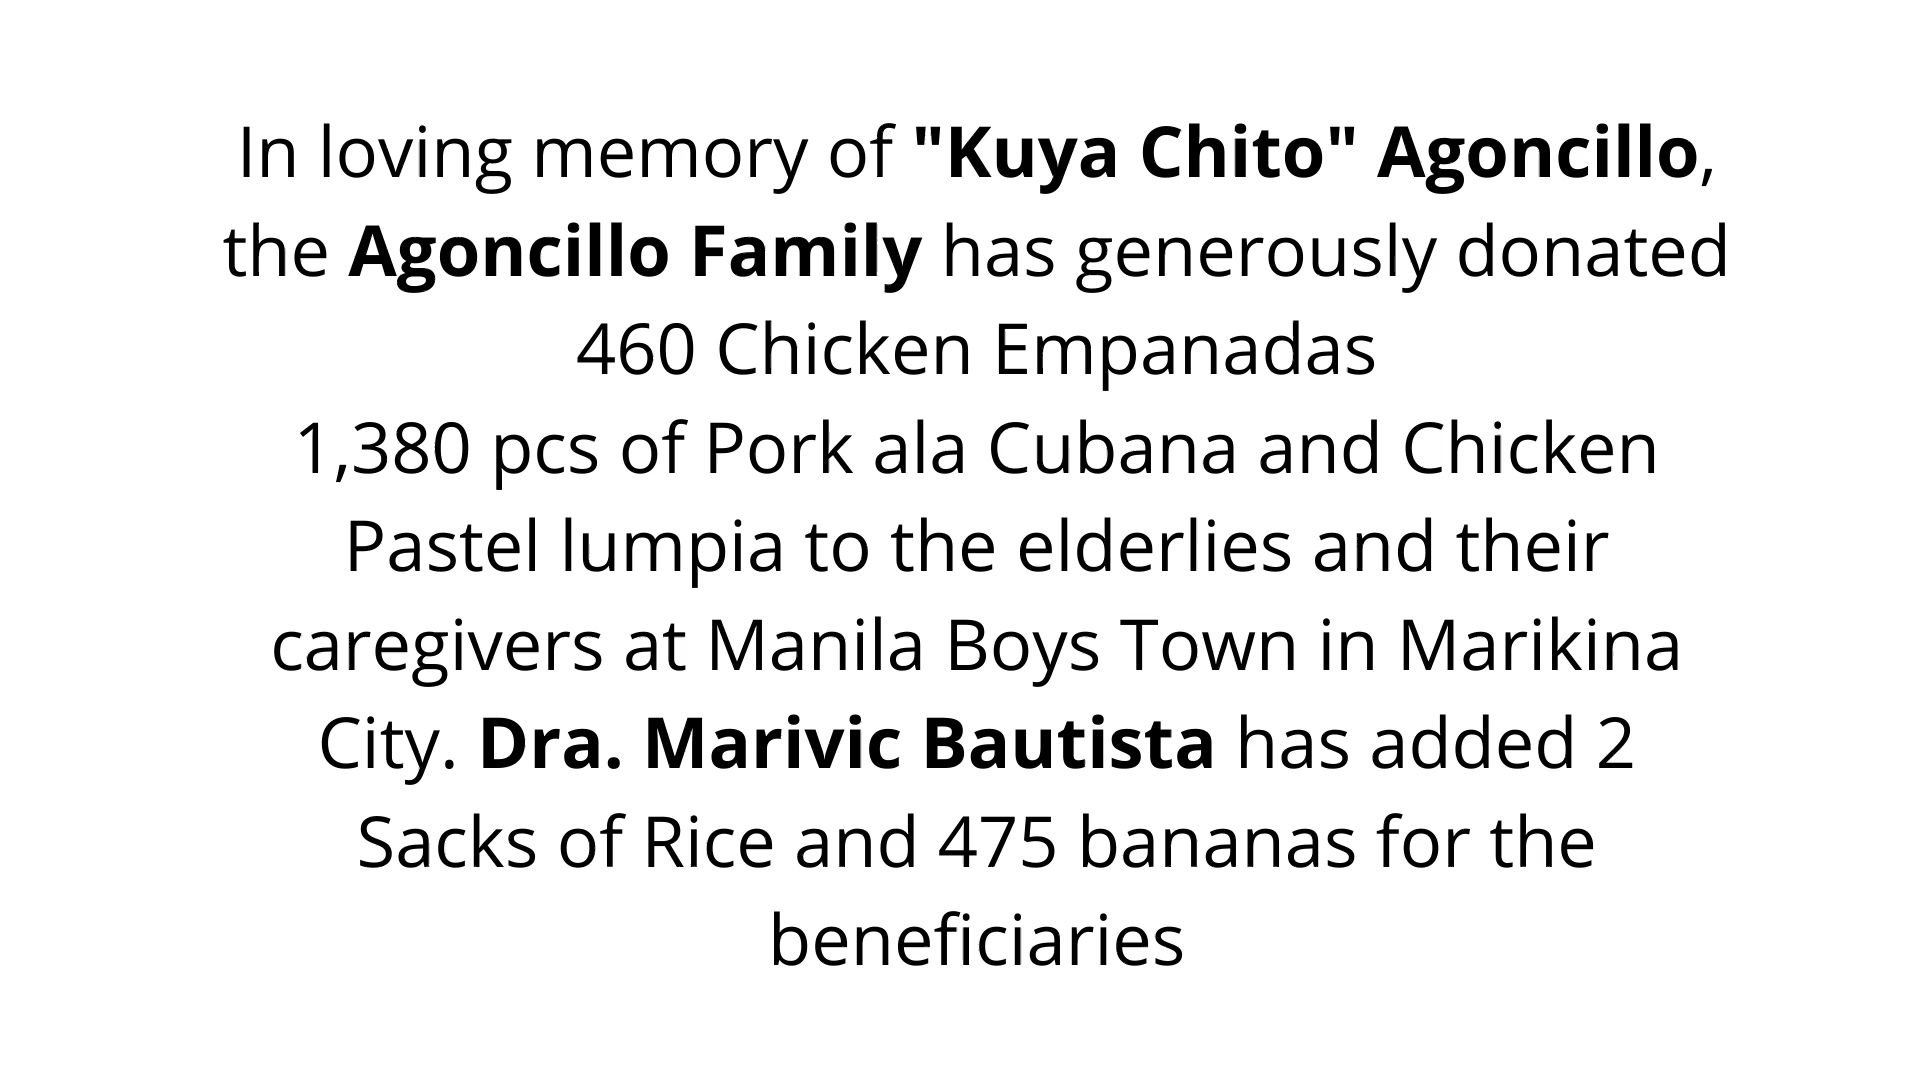 In loving memory of "Kuya Chito" Agoncillo,
the Agoncillo Family has generously donated
460 Chicken Empanadas
1,380 pcs of Pork ala Cubana and Chicken
Pastel lumpia to the elderlies and their
caregivers at Manila Boys Town in Marikina
City. Dra. Marivic Bautista has added 2
Sacks of Rice and 475 bananas for the
beneficiaries